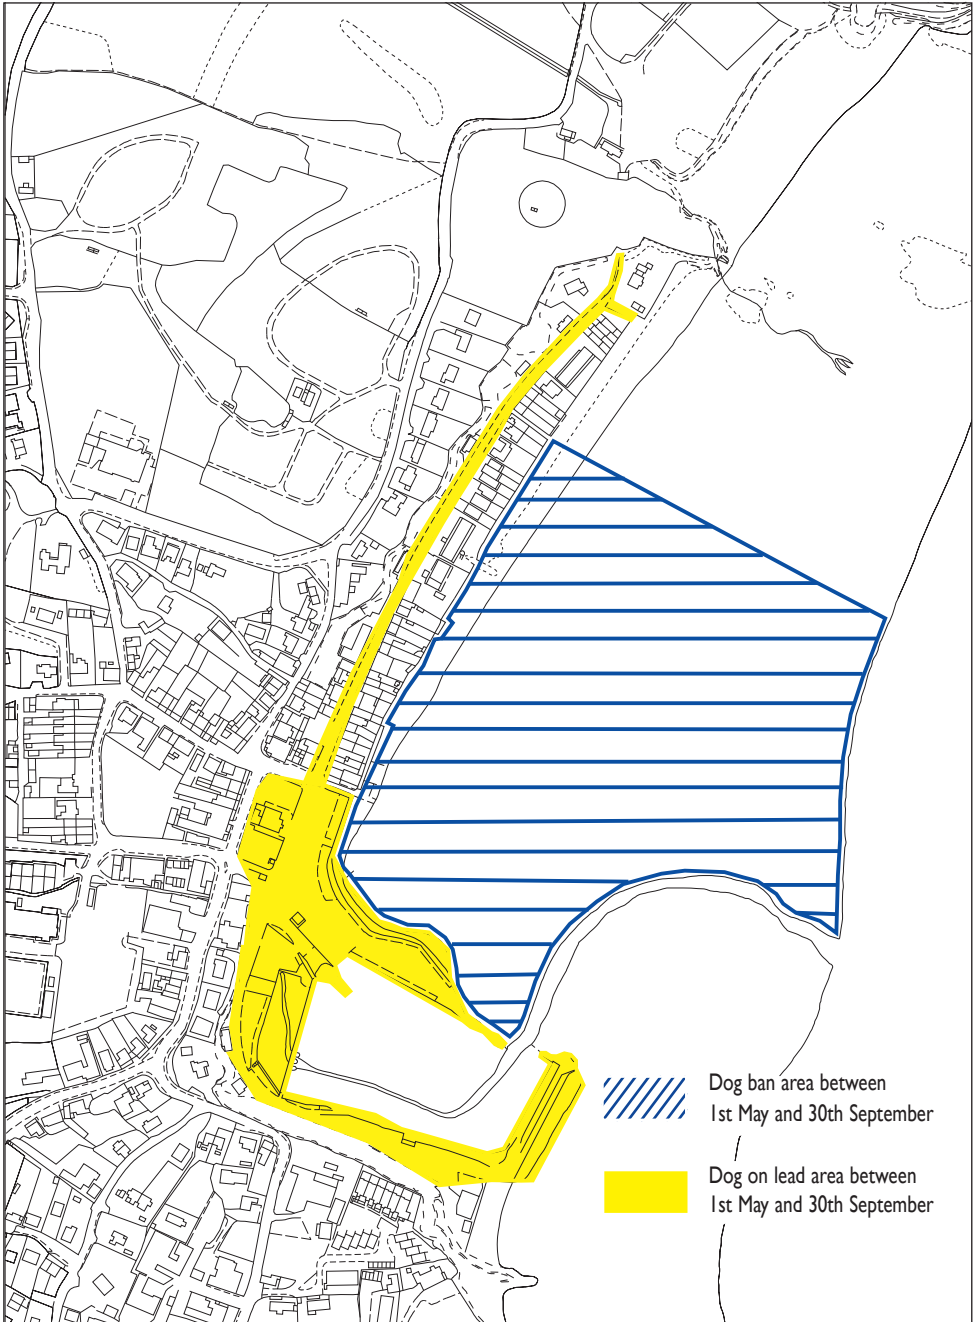 Dog ban area between
1st May and 30th September
Dog on lead area between
1st May and 30th September